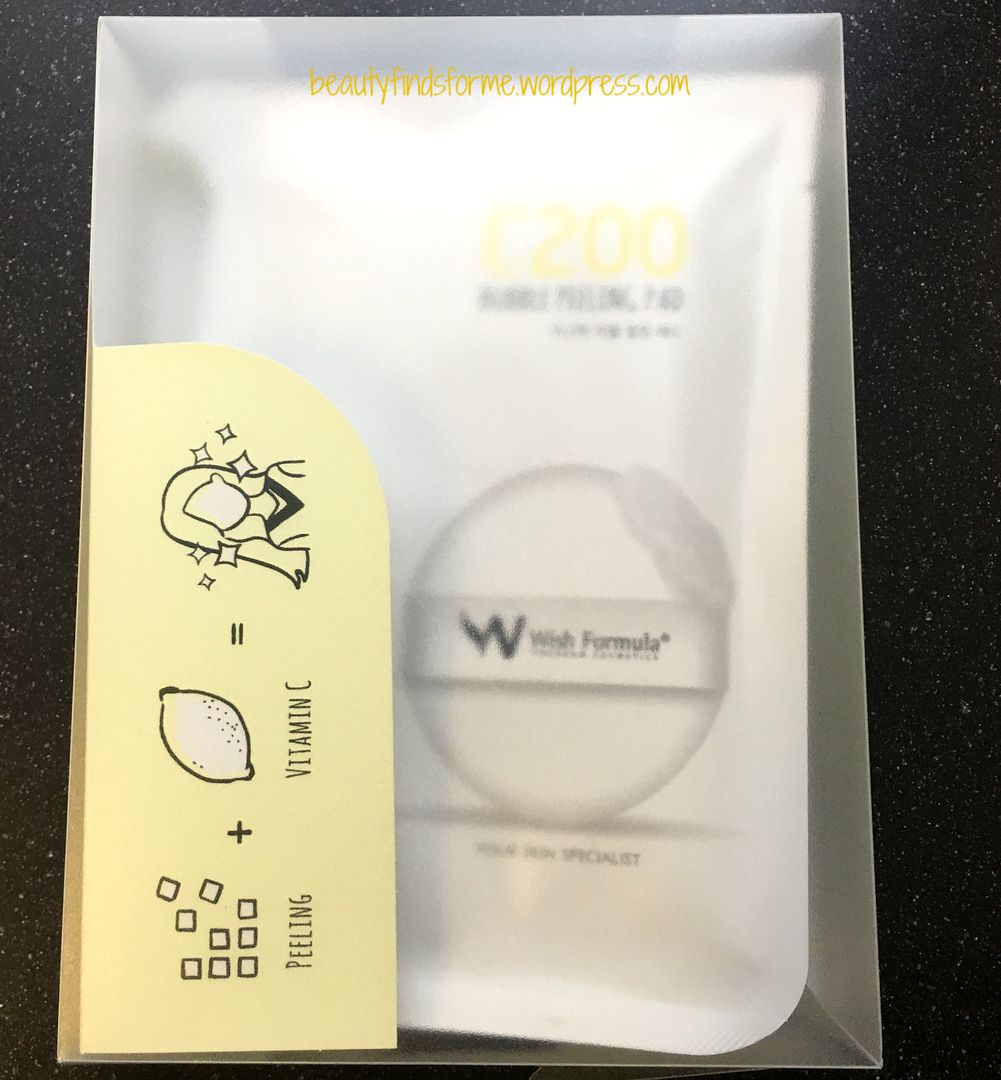 beautyfindsforme.wordpress.com
C200
BUBBLE PEELING PAD
W Wish Formula®
YOUR SKIN SPECIALIST
PEELING + VITAMIN C =